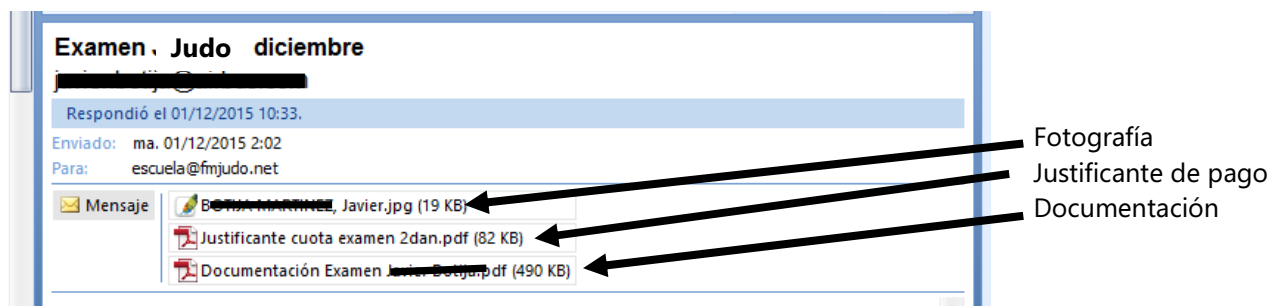 Examen Judo diciembre
Respondió el 01/12/2015 10:33.
Enviado: ma. 01/12/2015 2:02
Para: escuela@fmjudo.net
Mensaje
Javier.jpg (19 KB)
Justificante cuota examen 2dan.pdf (82 KB)
Documentación Examen .pdf (490 KB)
Fotografía
Justificante de pago
Documentación